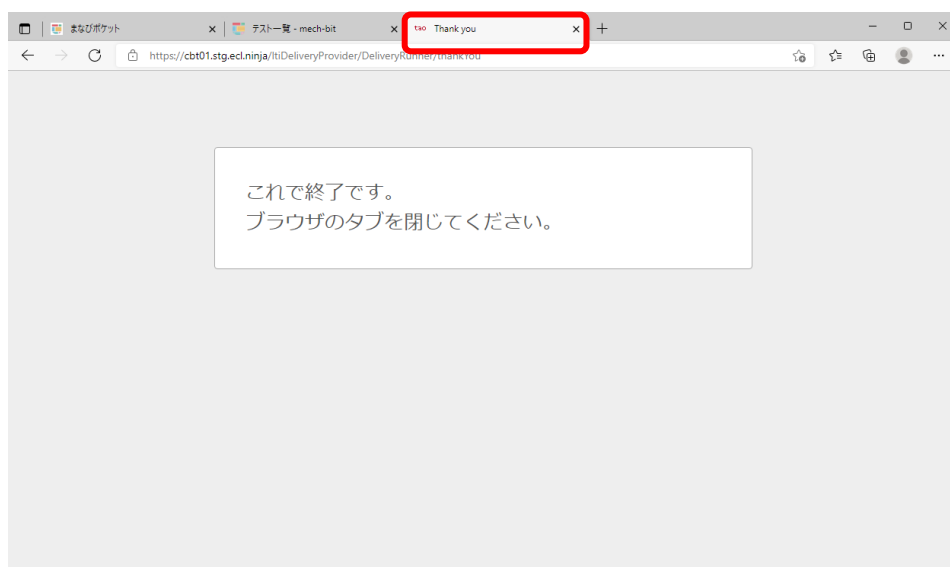 まなびポケット
テスト一覧 - mech-bit
tao Thank you
https://cbt01.stg.ecl.ninja/ltiDeliveryProvider/DeliveryRunner/thankYou
これで終了です。
ブラウザのタブを閉じてください。